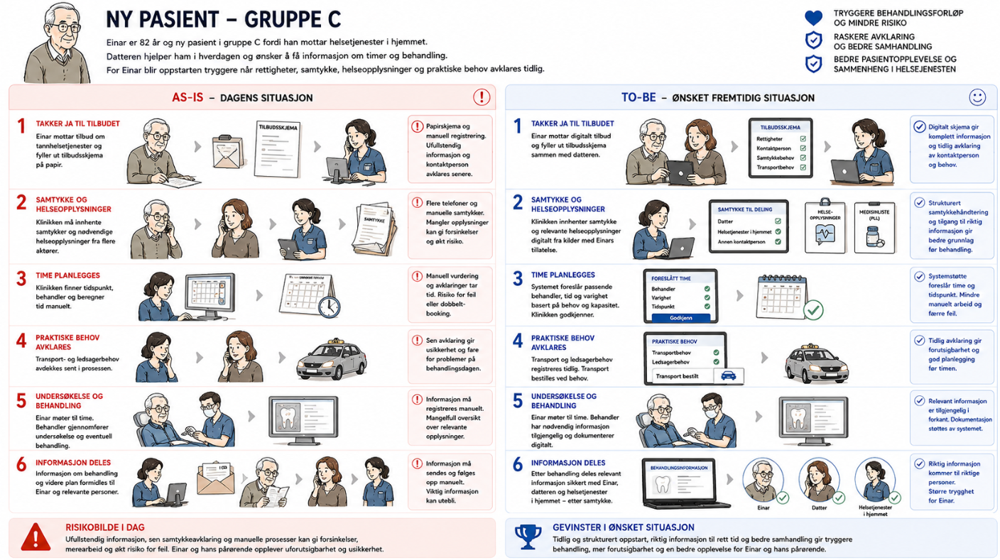 NY PASIENT – GRUPPE C
Einar er 82 år og ny pasient i gruppe C fordi han mottar helsetjenester i hjemmet.
Datteren hjelper ham i hverdagen og ønsker å få informasjon om timer og behandling.
For Einar blir oppstarten tryggere når rettigheter, samtykke, helseopplysninger og praktiske behov avklares tidlig.
TRYGGERE BEHANDLINGSFORLØP
OG MINDRE RISIKO
RASKERE AVKLARING
OG BEDRE SAMHANDLING
BEDRE PASIENTOPPLEVELSE OG
SAMMENHENG I HELSEJENESTEN
AS-IS – DAGENS SITUASJON
1
TAKKER JA TIL TILBUDET
Einar mottar tilbud om
tannhelsetjenester og
fyller ut tilbudsskjema
på papir.
TILBUDSSKJEMA
Papirskjema og
manuell registrering.
Ufullstendig
informasjon og
kontaktperson
avklares senere.
2
SAMTYKKE OG
HELSEOPPLYSNINGER
Klinikken må innhente
samtykker og nødvendige
helseopplysninger fra flere
aktører.
SAMTYKKE
Flere telefoner og
manuelle samtykker.
Mangler opplysninger
kan gi forsinkelser
og økt risiko.
3
TIME PLANLEGGES
Klinikken finner tidspunkt,
behandler og beregner
tid manuelt.
Manuell vurdering
og avklaringer tar
tid. Risiko for feil
eller dobbelt-
booking.
4
PRAKTISKE BEHOV
AVKLARES
Transport- og ledsagerbehov
avdekkes sent i prosessen.
Sen avklaring gir
usikkerhet og fare
for problemer på
behandlingsdagen.
5
UNDERSØKELSE OG
BEHANDLING
Einar møter til time.
Behandler gjennomfører
undersøkelse og eventuell
behandling.
Informasjon må
registreres manuelt.
Mangelfull oversikt
over relevante
opplysninger.
6
INFORMASJON DELES
Informasjon om behandling
og videre plan formidles til
Einar og relevante personer.
Informasjon må
sendes og følges
opp manuelt.
Viktig informasjon
kan utebli.
RISIKOBILDE I DAG
Ufullstendig informasjon, sen samtykkeavklaring og manuelle prosesser kan gi forsinkelser,
merearbeid og økt risiko for feil. Einar og hans pårørende opplever uforutsigbarhet og usikkerhet.
TO-BE – ØNSKET FREMTIDIG SITUASJON
1
TAKKER JA TIL TILBUDET
Einar mottar digitalt tilbud
og fyller ut tilbudsskjema
sammen med datteren.
TILBUDSSKJEMA
Rettigheter
Kontaktperson
Samtykkebehov
Transportbehov
Digitalt skjema gir
komplett informasjon
og tidlig avklaring
av kontaktperson
og behov.
2
SAMTYKKE OG
HELSEOPPLYSNINGER
Klinikken innhenter samtykke
og relevante helseopplysninger
digitalt fra kilder med Einars
tillatelse.
SAMTYKKE TIL DELING
Datter
Helsetjenester i hjemmet
Annen kontaktperson
HELSE-
OPPLYSNINGER
MEDISINLISTE
(PLL)
Strukturert
samtykkehåndtering
og tilgang til riktig
informasjon gir
bedre grunnlag
før behandling.
3
TIME PLANLEGGES
Systemet foreslår passende
behandler, tid og varighet
basert på behov og kapasitet.
Klinikken godkjenner.
FORESLÅTT TIME
Behandler
Varighet
Tidspunkt
Godkjenn
Systemstøtte
foreslår time og
tidspunkt. Mindre
manuelt arbeid og
færre feil.
4
PRAKTISKE BEHOV
AVKLARES
Transport og ledsagerbehov
registreres tidlig. Transport
bestilles ved behov.
PRAKTISKE BEHOV
Transportbehov
Ledsagerbehov
Transport bestilt
Tidlig avklaring gir
forutsigbarhet og
god planlegging
før timen.
5
UNDERSØKELSE OG
BEHANDLING
Einar møter til time. Behandler
har nødvendig informasjon
tilgjengelig og dokumenterer
digitalt.
Relevant informasjon
er tilgjengelig i
forkant. Dokumentasjon
støttes av systemet.
6
INFORMASJON DELES
Etter behandling deles relevant
informasjon sikkert med Einar,
datteren og helsetjenester
i hjemmet – etter samtykke.
BEHANDLINGSINFORMASJON
Einar
Datter
Helsetjenester
i hjemmet
Riktig informasjon
kommer til riktige
personer.
Større trygghet
for Einar.
GEVINSTER I ØNSKET SITUASJON
Tidlig og strukturert oppstart, riktig informasjon til rett tid og bedre samhandling gir tryggere
behandling, mer forutsigbarhet og en bedre opplevelse for Einar og hans pårørende.